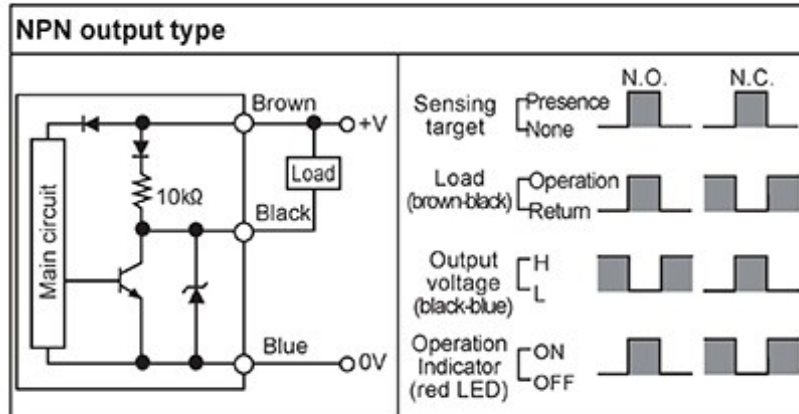 NPN output type
Main circuit
Brown
+V
Load
10kΩ
Black
Blue
0V
N.O. N.C.
Sensing
target
Presence
None
Load
(brown-black)
Operation
Return
Output
voltage
(black-blue)
H
L
Operation
Indicator
(red LED)
ON
OFF